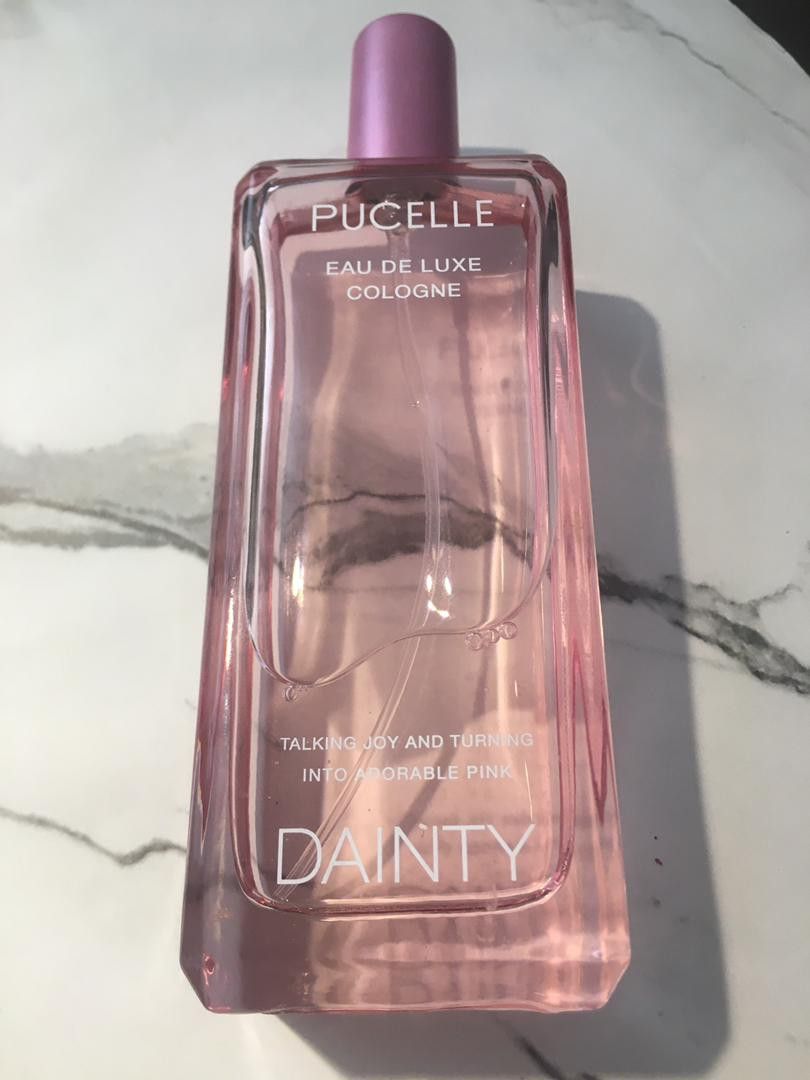 PUCELLE
EAU DE LUXE
COLOGNE
TALKING JOY AND TURNING
INTO ADORABLE PINK
DAINTY